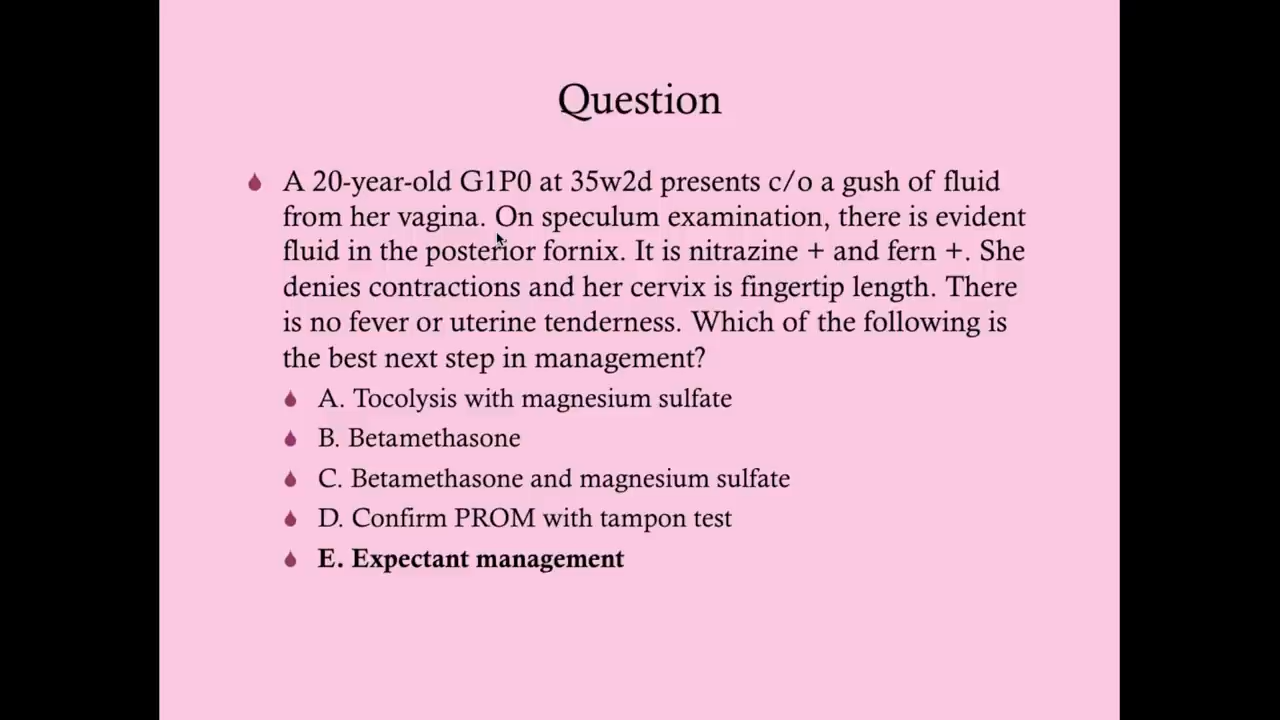 Question
A 20-year-old G1P0 at 35w2d presents c/o a gush of fluid
from her vagina. On speculum examination, there is evident
fluid in the posterior fornix. It is nitrazine + and fern +. She
denies contractions and her cervix is fingertip length. There
is no fever or uterine tenderness. Which of the following is
the best next step in management?
A. Tocolysis with magnesium sulfate
B. Betamethasone
C. Betamethasone and magnesium sulfate
D. Confirm PROM with tampon test
E. Expectant management